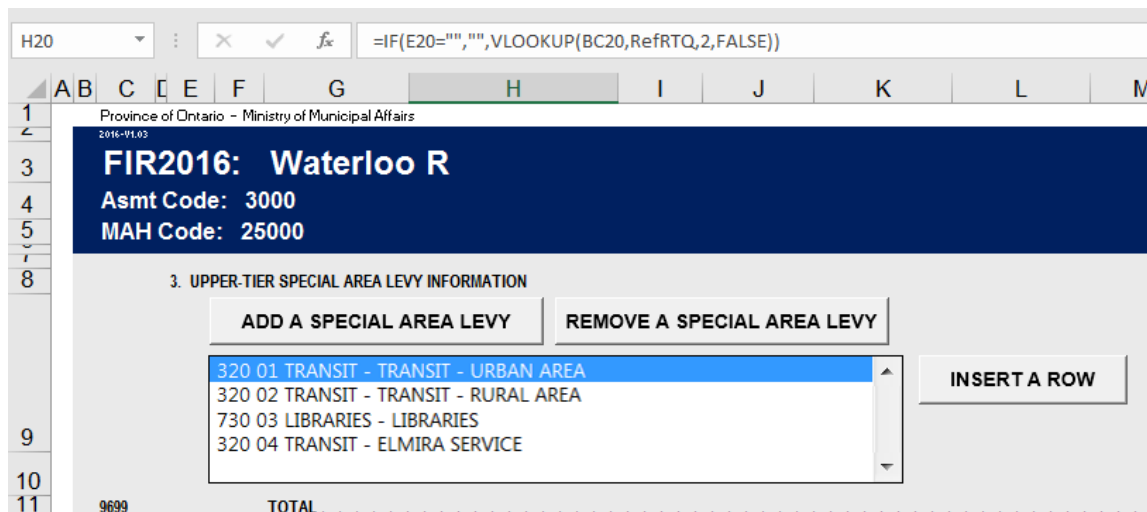 H20 fx =IF(E20="","",VLOOKUP(BC20,RefRTQ,2,FALSE))
A B C D E F G H I J K L M
1 Province of Ontario - Ministry of Municipal Affairs
2 2016-V1.03
3 FIR2016: Waterloo R
4 Asmt Code: 3000
5 MAH Code: 25000
7
8 3. UPPER-TIER SPECIAL AREA LEVY INFORMATION
ADD A SPECIAL AREA LEVY REMOVE A SPECIAL AREA LEVY
320 01 TRANSIT - TRANSIT - URBAN AREA
INSERT A ROW
320 02 TRANSIT - TRANSIT - RURAL AREA
730 03 LIBRARIES - LIBRARIES
9
320 04 TRANSIT - ELMIRA SERVICE
10
11 9699 TOTAL